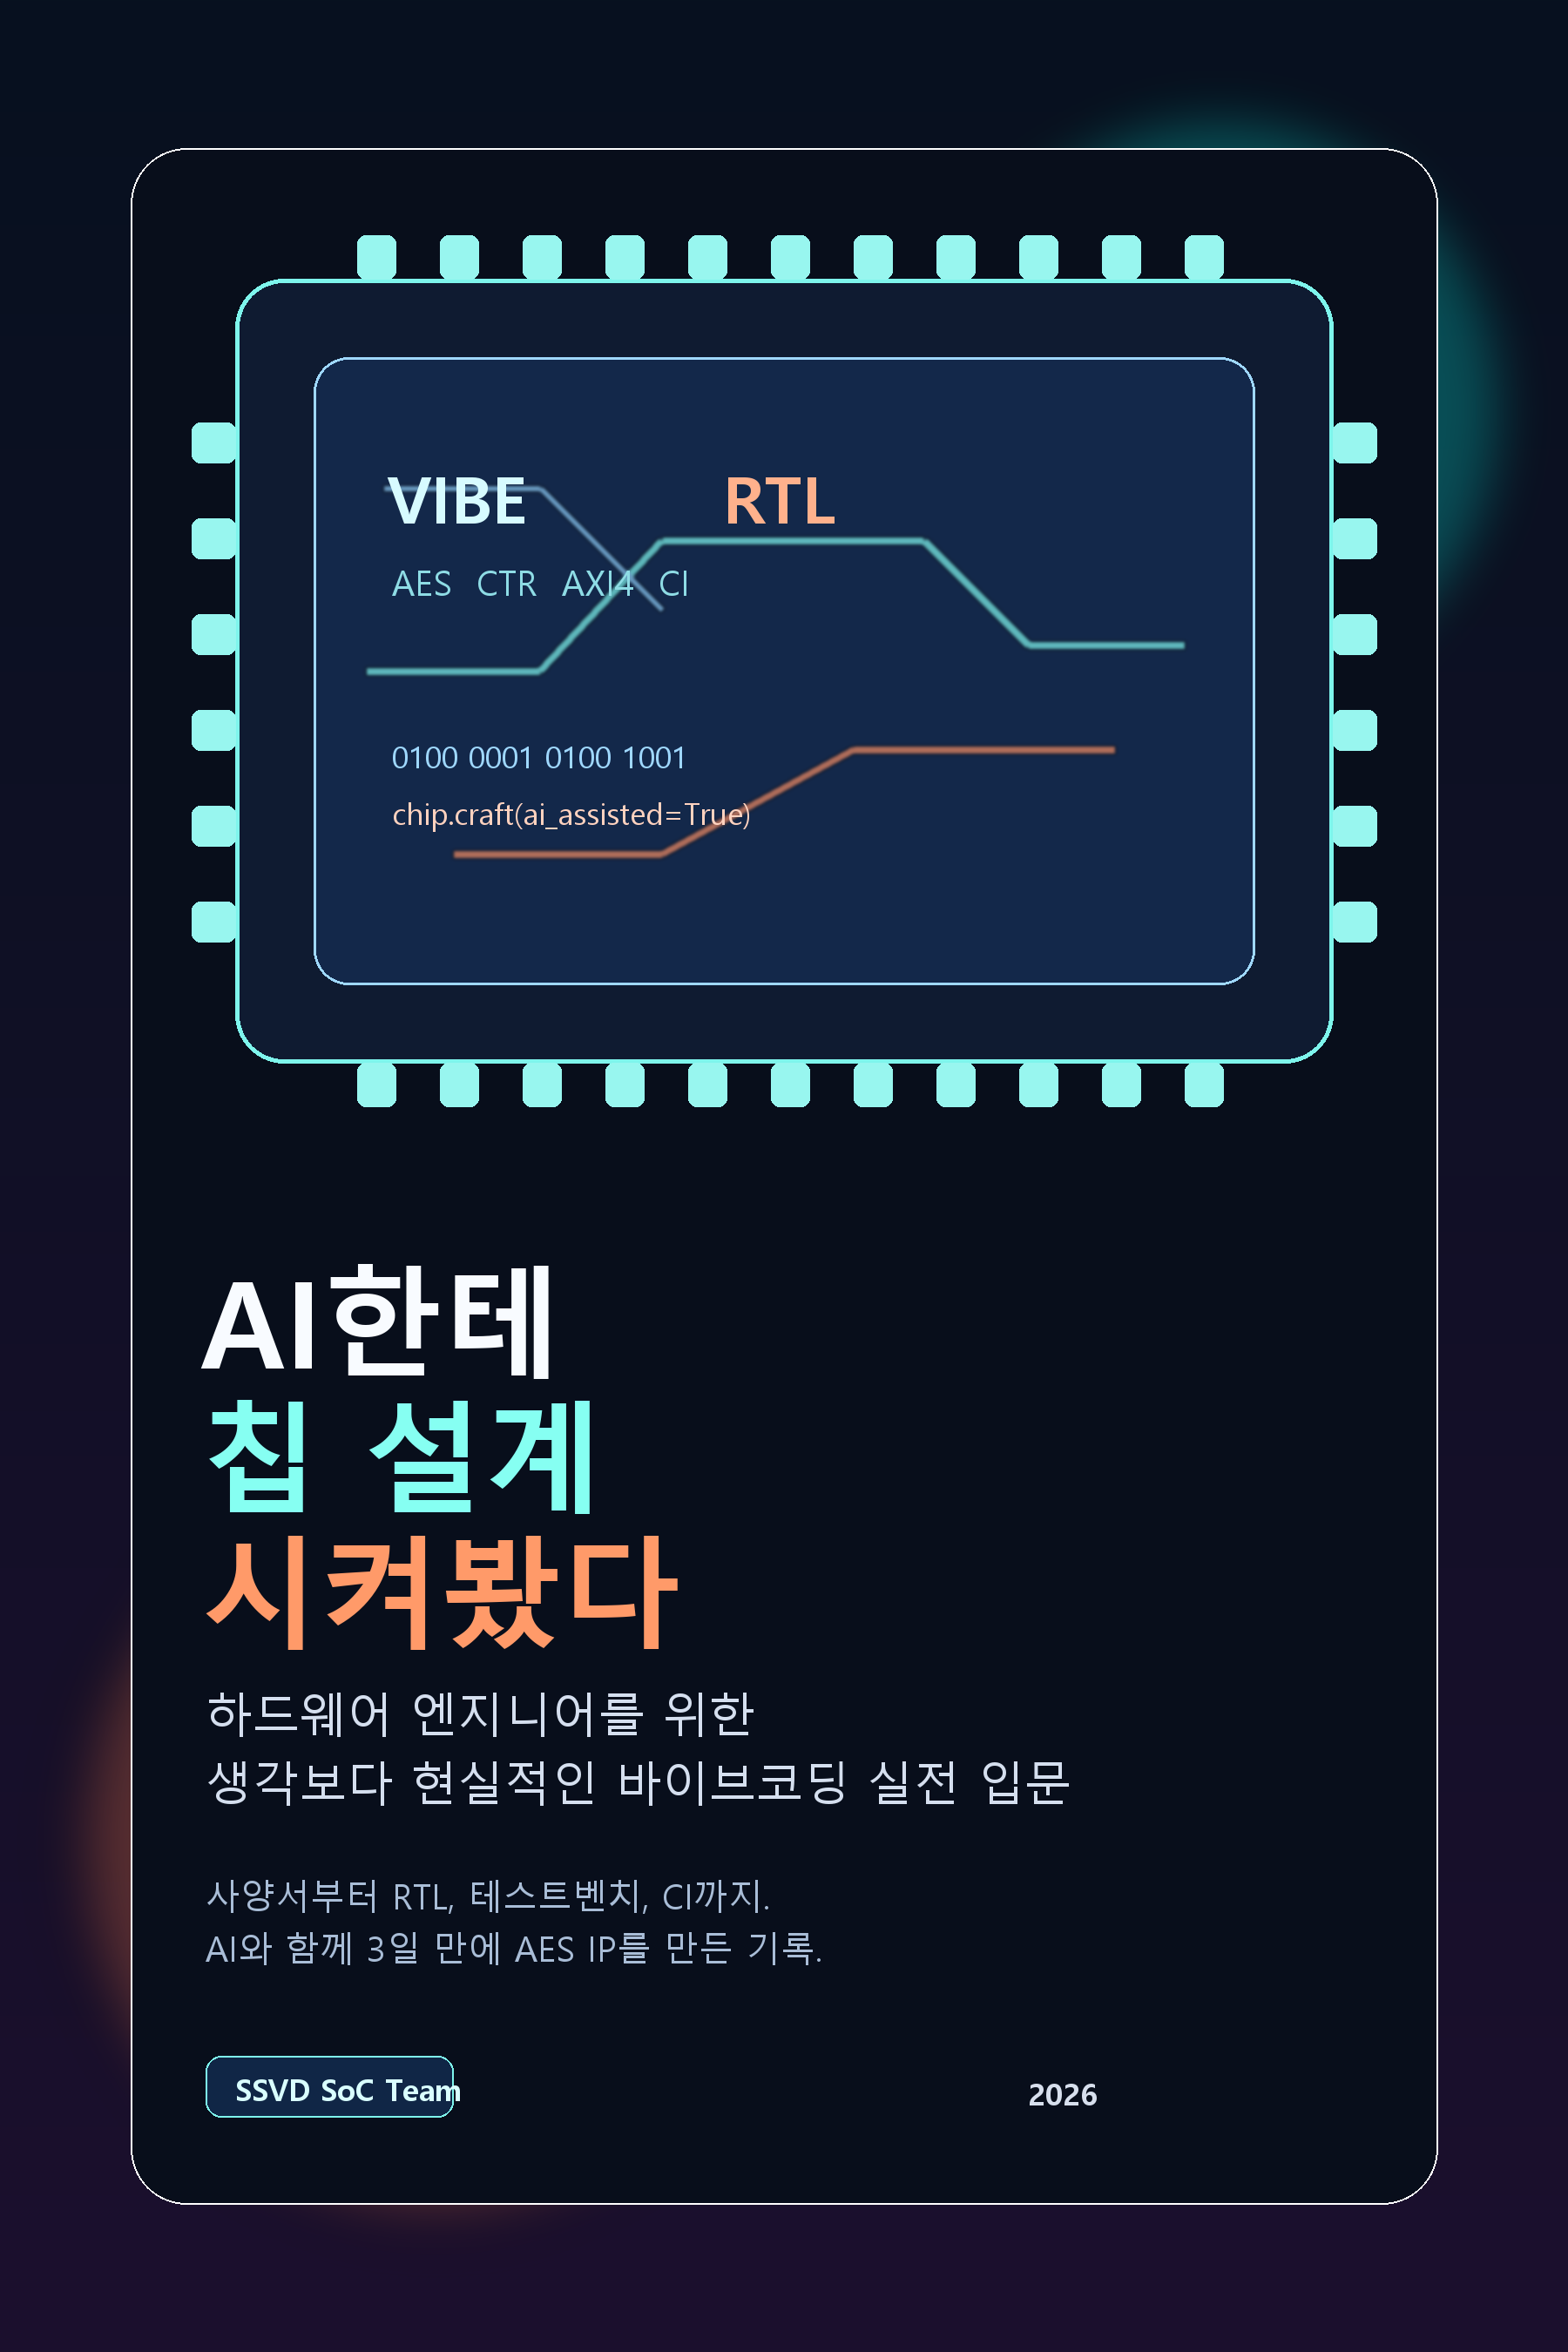 VIBE RTL
AES CTR AXI4 CI
0100 0001 0100 1001
chip.craft(ai_assisted=True)
AI한테
칩 설계
시켜봤다
하드웨어 엔지니어를 위한
생각보다 현실적인 바이브코딩 실전 입문
사양서부터 RTL, 테스트벤치, CI까지.
AI와 함께 3일 만에 AES IP를 만든 기록.
SSVD SoC Team
2026